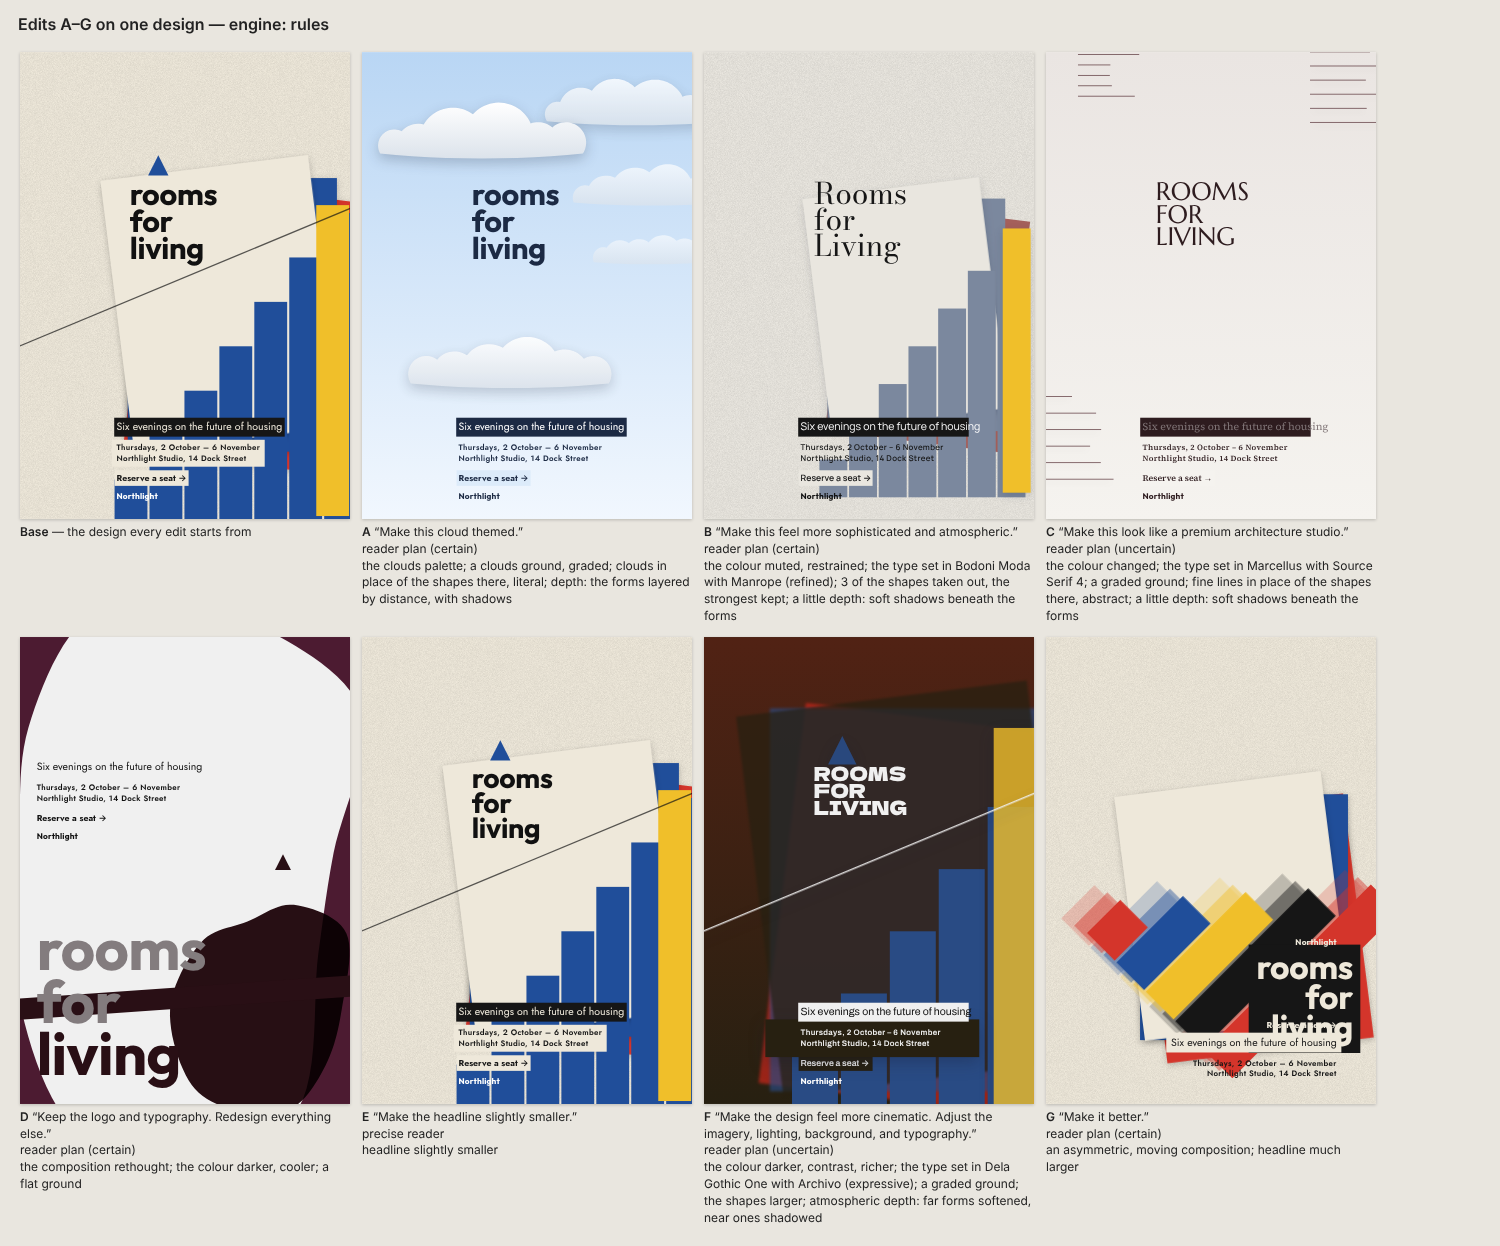 Edits A–G on one design — engine: rules
rooms
for
living
Six evenings on the future of housing
Thursdays, 2 October — 6 November
Northlight Studio, 14 Dock Street
Reserve a seat →
Northlight
Base — the design every edit starts from
rooms
for
living
Six evenings on the future of housing
Thursdays, 2 October — 6 November
Northlight Studio, 14 Dock Street
Reserve a seat →
Northlight
A “Make this cloud themed.”
reader plan (certain)
the clouds palette; a clouds ground, graded; clouds in
place of the shapes there, literal; depth: the forms layered
by distance, with shadows
Rooms
for
Living
Six evenings on the future of housing
Thursdays, 2 October – 6 November
Northlight Studio, 14 Dock Street
Reserve a seat →
Northlight
B “Make this feel more sophisticated and atmospheric.”
reader plan (certain)
the colour muted, restrained; the type set in Bodoni Moda
with Manrope (refined); 3 of the shapes taken out, the
strongest kept; a little depth: soft shadows beneath the
forms
ROOMS
FOR
LIVING
Six evenings on the future of housing
Thursdays, 2 October – 6 November
Northlight Studio, 14 Dock Street
Reserve a seat →
Northlight
C “Make this look like a premium architecture studio.”
reader plan (uncertain)
the colour changed; the type set in Marcellus with Source
Serif 4; a graded ground; fine lines in place of the shapes
there, abstract; a little depth: soft shadows beneath the
forms
Six evenings on the future of housing
Thursdays, 2 October — 6 November
Northlight Studio, 14 Dock Street
Reserve a seat →
Northlight
rooms
for
living
D “Keep the logo and typography. Redesign everything
else.”
reader plan (certain)
the composition rethought; the colour darker, cooler; a
flat ground
rooms
for
living
Six evenings on the future of housing
Thursdays, 2 October — 6 November
Northlight Studio, 14 Dock Street
Reserve a seat →
Northlight
E “Make the headline slightly smaller.”
precise reader
headline slightly smaller
ROOMS
FOR
LIVING
Six evenings on the future of housing
Thursdays, 2 October – 6 November
Northlight Studio, 14 Dock Street
Reserve a seat →
Northlight
F “Make the design feel more cinematic. Adjust the
imagery, lighting, background, and typography.”
reader plan (uncertain)
the colour darker, contrast, richer; the type set in Dela
Gothic One with Archivo (expressive); a graded ground;
the shapes larger; atmospheric depth: far forms softened,
near ones shadowed
Northlight
rooms
for
living
Six evenings on the future of housing
Thursdays, 2 October — 6 November
Northlight Studio, 14 Dock Street
G “Make it better.”
reader plan (certain)
an asymmetric, moving composition; headline much
larger